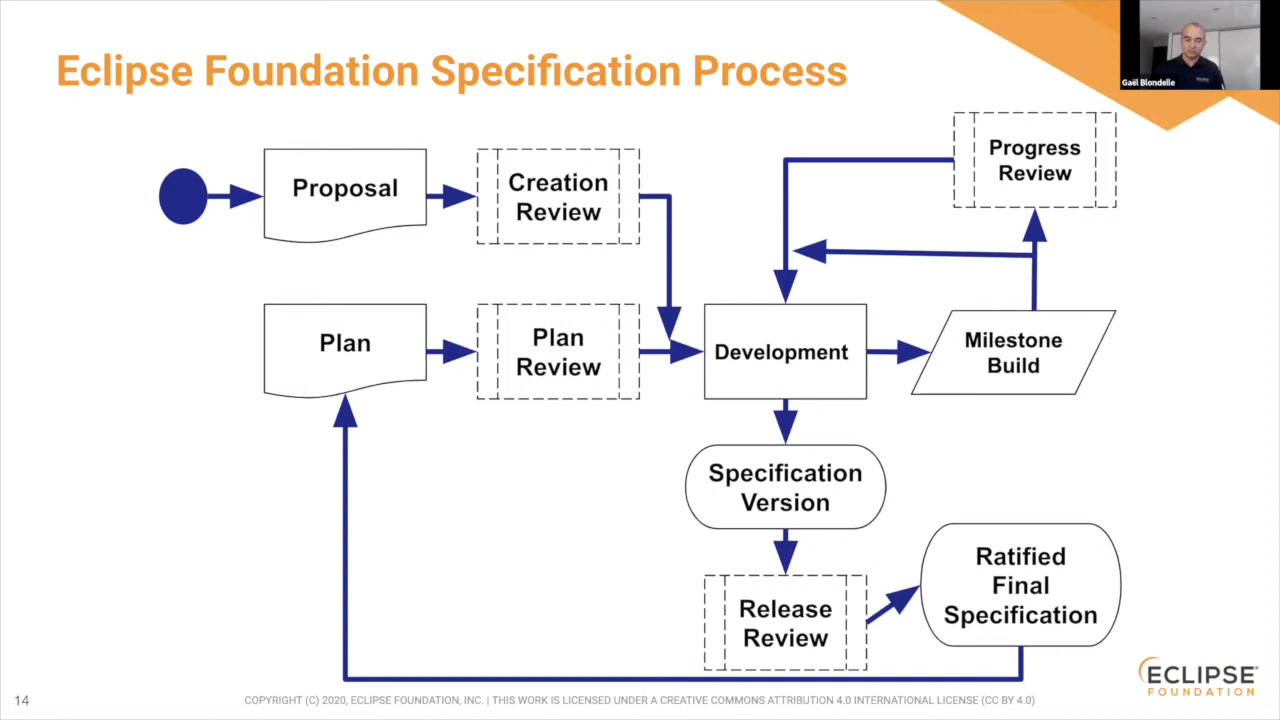 Eclipse Foundation Specification Process
Gaël Blondelle
Proposal
Creation
Review
Progress
Review
Plan
Plan
Review
Development
Milestone
Build
Specification
Version
Release
Review
Ratified
Final
Specification
ECLIPSE
FOUNDATION
14
COPYRIGHT (C) 2020, ECLIPSE FOUNDATION, INC. | THIS WORK IS LICENSED UNDER A CREATIVE COMMONS ATTRIBUTION 4.0 INTERNATIONAL LICENSE (CC BY 4.0)